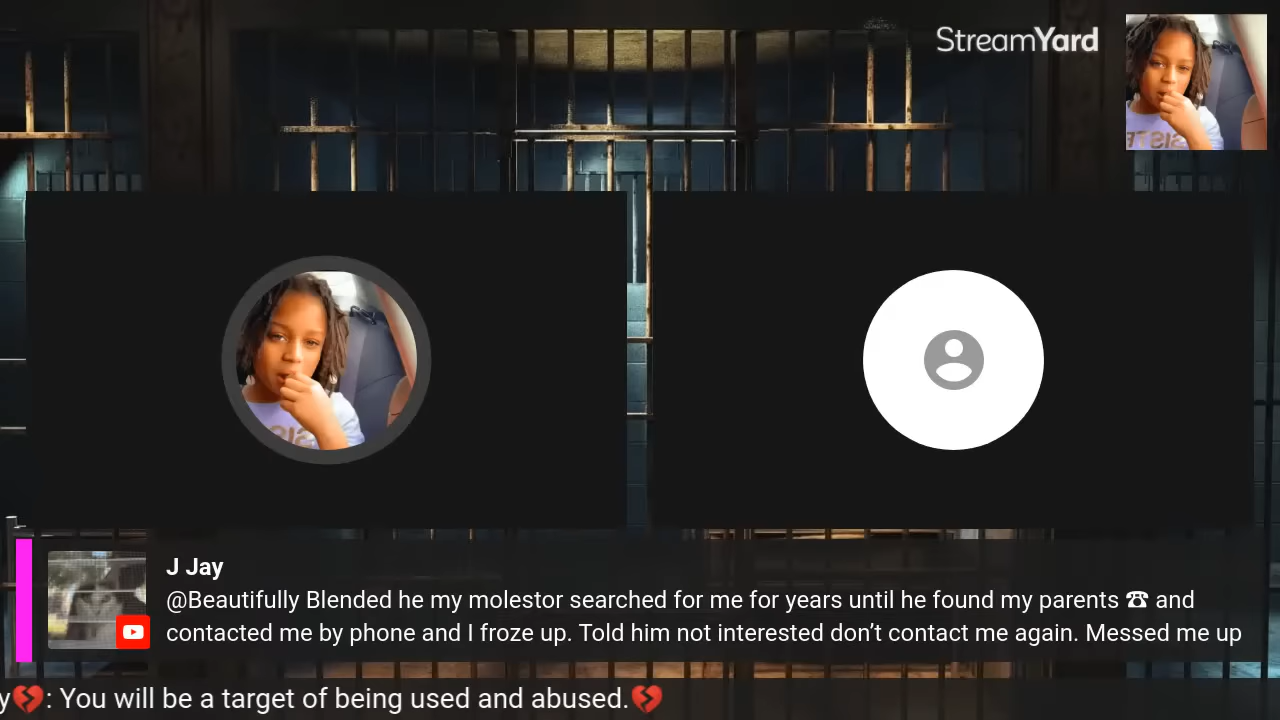 StreamYard
J Jay
@Beautifully Blended he my molestor searched for me for years until he found my parents ☎ and
contacted me by phone and I froze up. Told him not interested don’t contact me again. Messed me up
y💔: You will be a target of being used and abused.💔